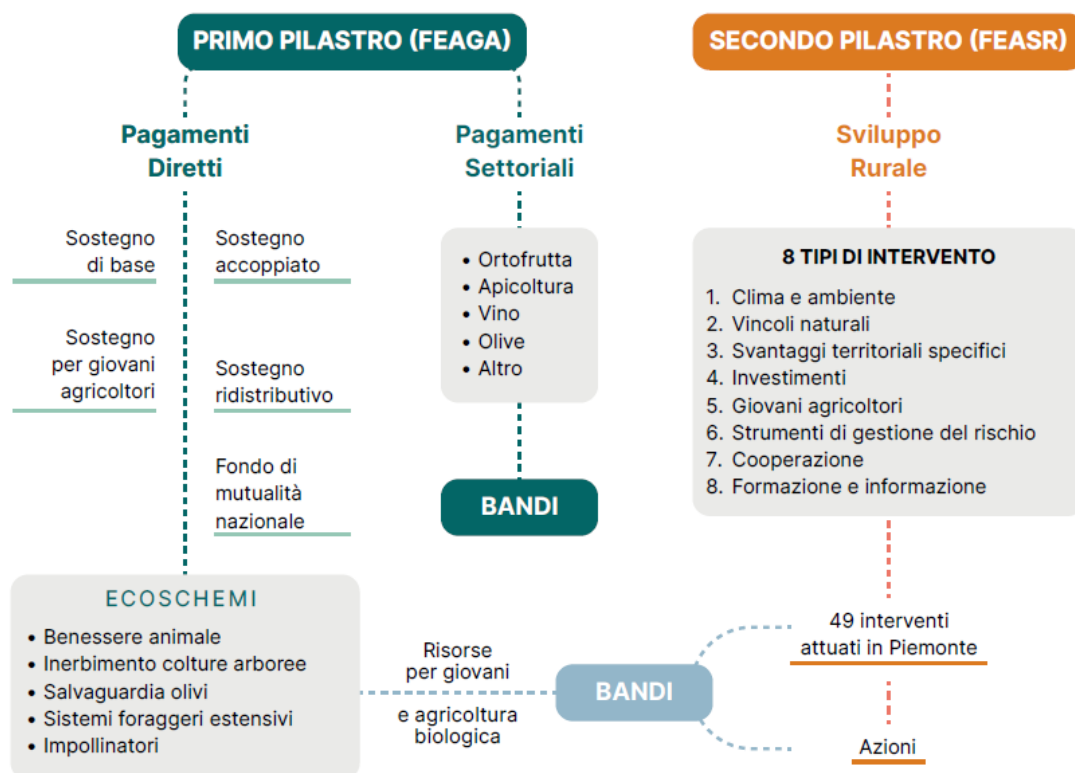 PRIMO PILASTRO (FEAGA)
SECONDO PILASTRO (FEASR)
Pagamenti
Diretti
Pagamenti
Settoriali
Sviluppo
Rurale
Sostegno
di base
Sostegno
accoppiato
Sostegno
per giovani
agricoltori
Sostegno
ridistributivo
Fondo di
mutualità
nazionale
• Ortofrutta
• Apicoltura
• Vino
• Olive
• Altro
BANDI
8 TIPI DI INTERVENTO
1. Clima e ambiente
2. Vincoli naturali
3. Svantaggi territoriali specifici
4. Investimenti
5. Giovani agricoltori
6. Strumenti di gestione del rischio
7. Cooperazione
8. Formazione e informazione
ECOSCHEMI
• Benessere animale
• Inerbimento colture arboree
• Salvaguardia olivi
• Sistemi foraggeri estensivi
• Impollinatori
Risorse
per giovani
e agricoltura
biologica
BANDI
49 interventi
attuati in Piemonte
Azioni